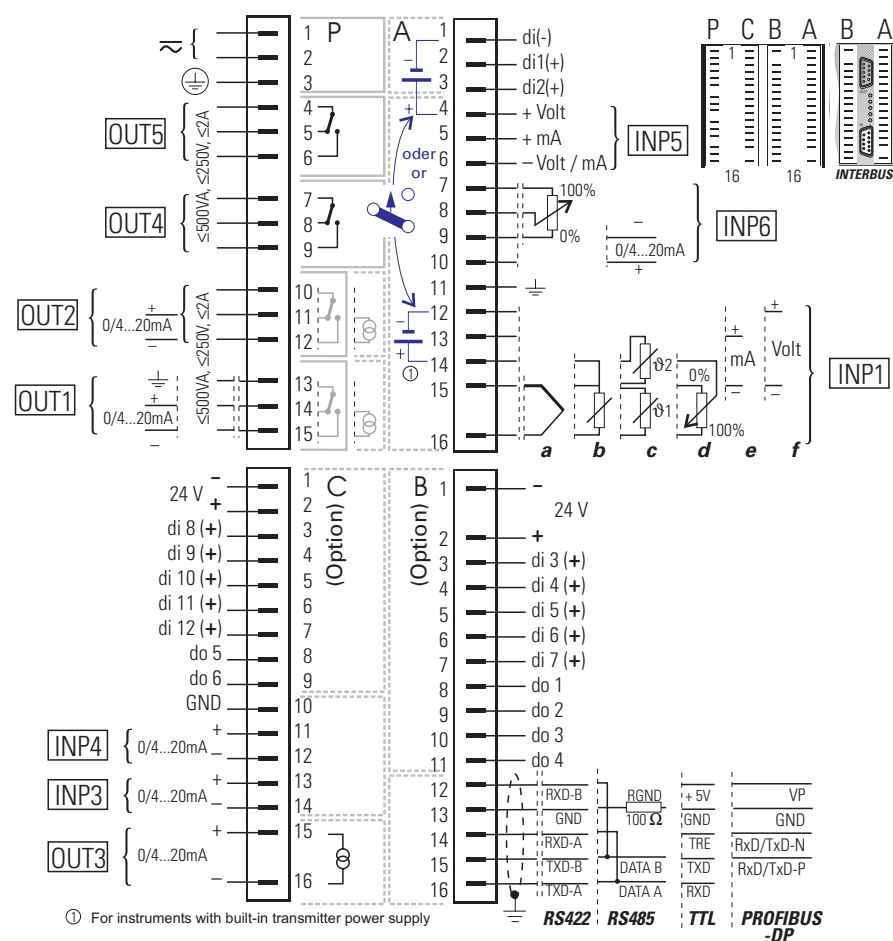 P
1
2
3
OUT5
≤500VA, ≤250V, ≤2A
4
5
6
OUT4
7
8
9
OUT2
+
0/4...20mA
–
≤500VA, ≤250V, ≤2A
10
11
12
OUT1
+
0/4...20mA
–
13
14
15
A
–
+
oder
or
–
+
①
1
2
3
4
5
6
7
8
9
10
11
12
13
14
15
16
di(-)
di1(+)
di2(+)
+ Volt
+ mA
– Volt / mA
INP5
100%
0%
–
0/4...20mA
+
INP6
0%
100%
ϑ2
ϑ1
+
mA
–
+
Volt
–
INP1
a b c d e f
P C B A B A
1 1
16 16 INTERBUS
C
(Option)
24 V
–
+
di 8 (+)
di 9 (+)
di 10 (+)
di 11 (+)
di 12 (+)
do 5
do 6
GND
1
2
3
4
5
6
7
8
9
10
11
12
13
14
15
16
INP4
+
0/4...20mA
–
INP3
+
0/4...20mA
–
OUT3
+
0/4...20mA
–
B
(Option)
1
2
3
4
5
6
7
8
9
10
11
12
13
14
15
16
–
24 V
+
di 3 (+)
di 4 (+)
di 5 (+)
di 6 (+)
di 7 (+)
do 1
do 2
do 3
do 4
RXD-B RGND + 5V VP
GND 100 Ω GND GND
RXD-A TRE RxD/TxD-N
TXD-B DATA B TXD RxD/TxD-P
TXD-A DATA A RXD
RS422 RS485 TTL PROFIBUS
-DP
① For instruments with built-in transmitter power supply